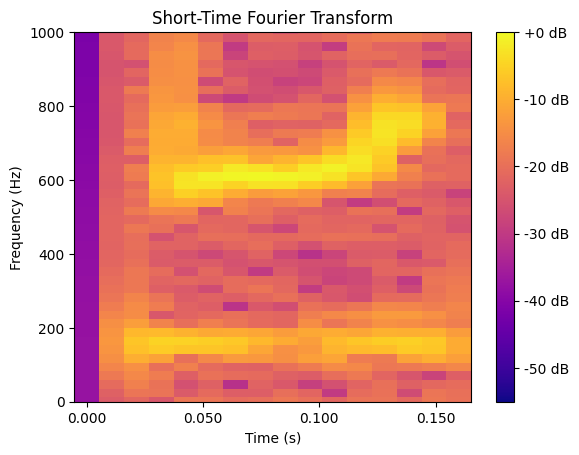 Short-Time Fourier Transform
1000
800
600
400
200
0
Frequency (Hz)
0.000
0.050
0.100
0.150
Time (s)
+0 dB
-10 dB
-20 dB
-30 dB
-40 dB
-50 dB